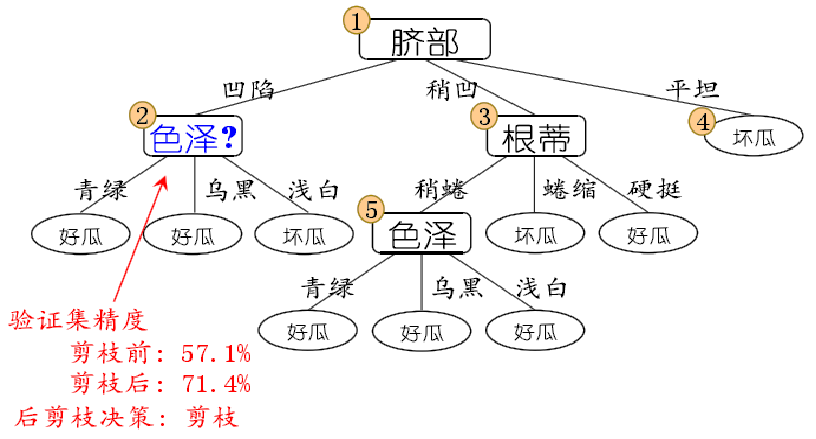 ① 脐部
凹陷 稍凹 平坦
② 色泽? ③ 根蒂 ④ 坏瓜
青绿 乌黑 浅白 稍蜷 蜷缩 硬挺
好瓜 好瓜 坏瓜 ⑤ 色泽 坏瓜 好瓜
青绿 乌黑 浅白
好瓜 好瓜 好瓜
验证集精度
剪枝前: 57.1%
剪枝后: 71.4%
后剪枝决策: 剪枝